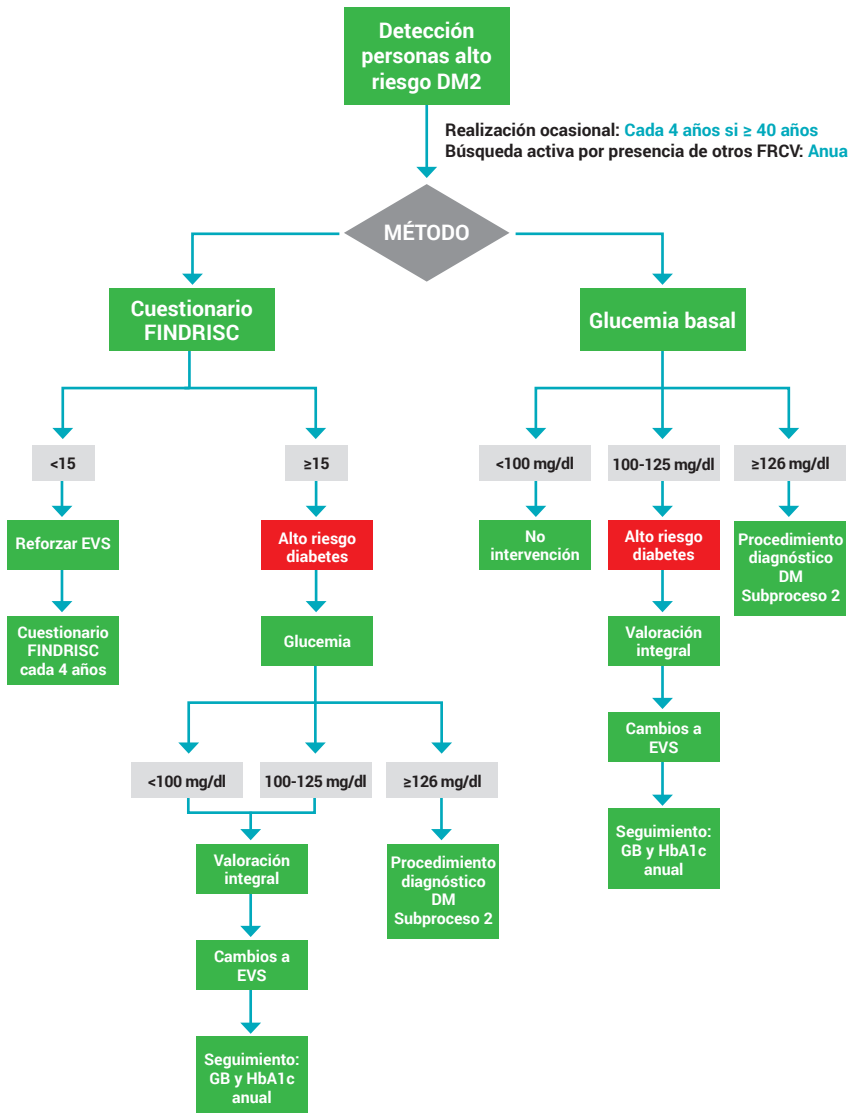 Detección
personas alto
riesgo DM2
Realización ocasional: Cada 4 años si ≥ 40 años
Búsqueda activa por presencia de otros FRCV: Anua
MÉTODO
Cuestionario
FINDRISC
Glucemia basal
<15
≥15
<100 mg/dl
100-125 mg/dl
≥126 mg/dl
Reforzar EVS
Alto riesgo
diabetes
No
intervención
Alto riesgo
diabetes
Procedimiento
diagnóstico
DM
Subproceso 2
Cuestionario
FINDRISC
cada 4 años
Glucemia
Valoración
integral
Cambios a
EVS
<100 mg/dl
100-125 mg/dl
≥126 mg/dl
Seguimiento:
GB y HbA1c
anual
Valoración
integral
Procedimiento
diagnóstico
DM
Subproceso 2
Cambios a
EVS
Seguimiento:
GB y HbA1c
anual